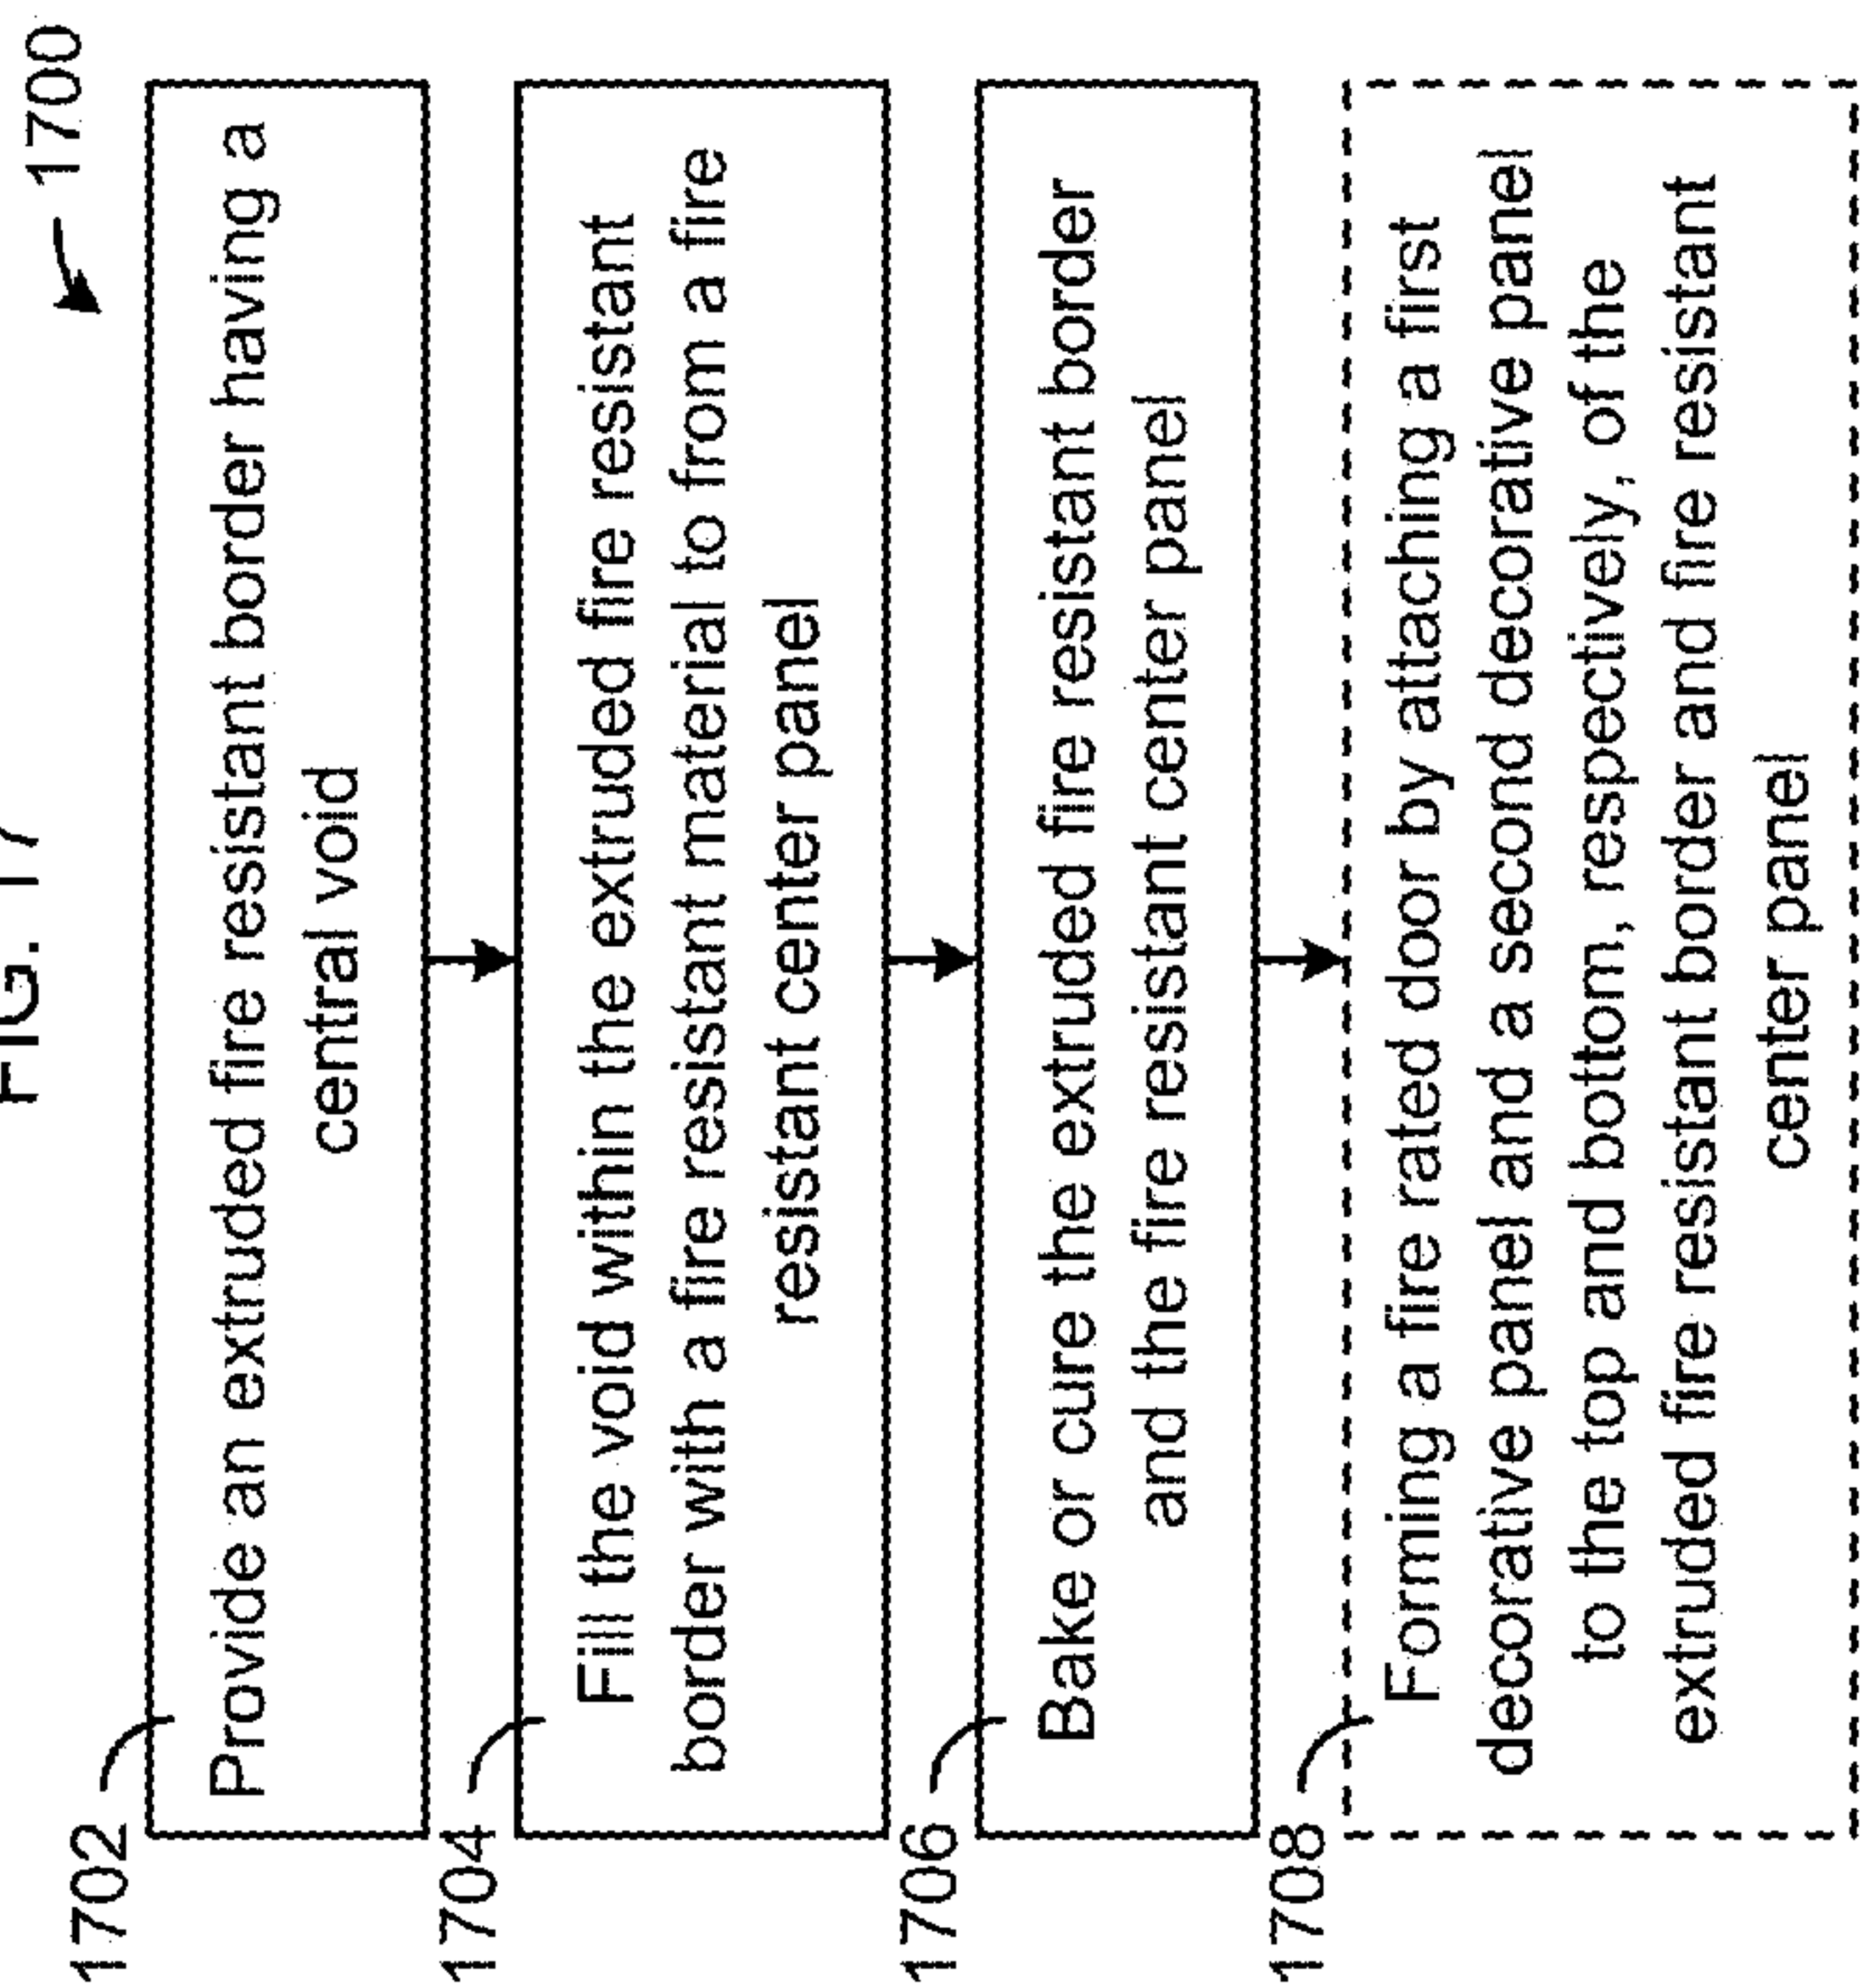 FIG. 17
1700
1702
Provide an extruded fire resistant border having a
central void
1704
Fill the void within the extruded fire resistant
border with a fire resistant material to from a fire
resistant center panel
1706
Bake or cure the extruded fire resistant border
and the fire resistant center panel
1708
Forming a fire rated door by attaching a first
decorative panel and a second decorative panel
to the top and bottom, respectively, of the
extruded fire resistant border and fire resistant
center panel